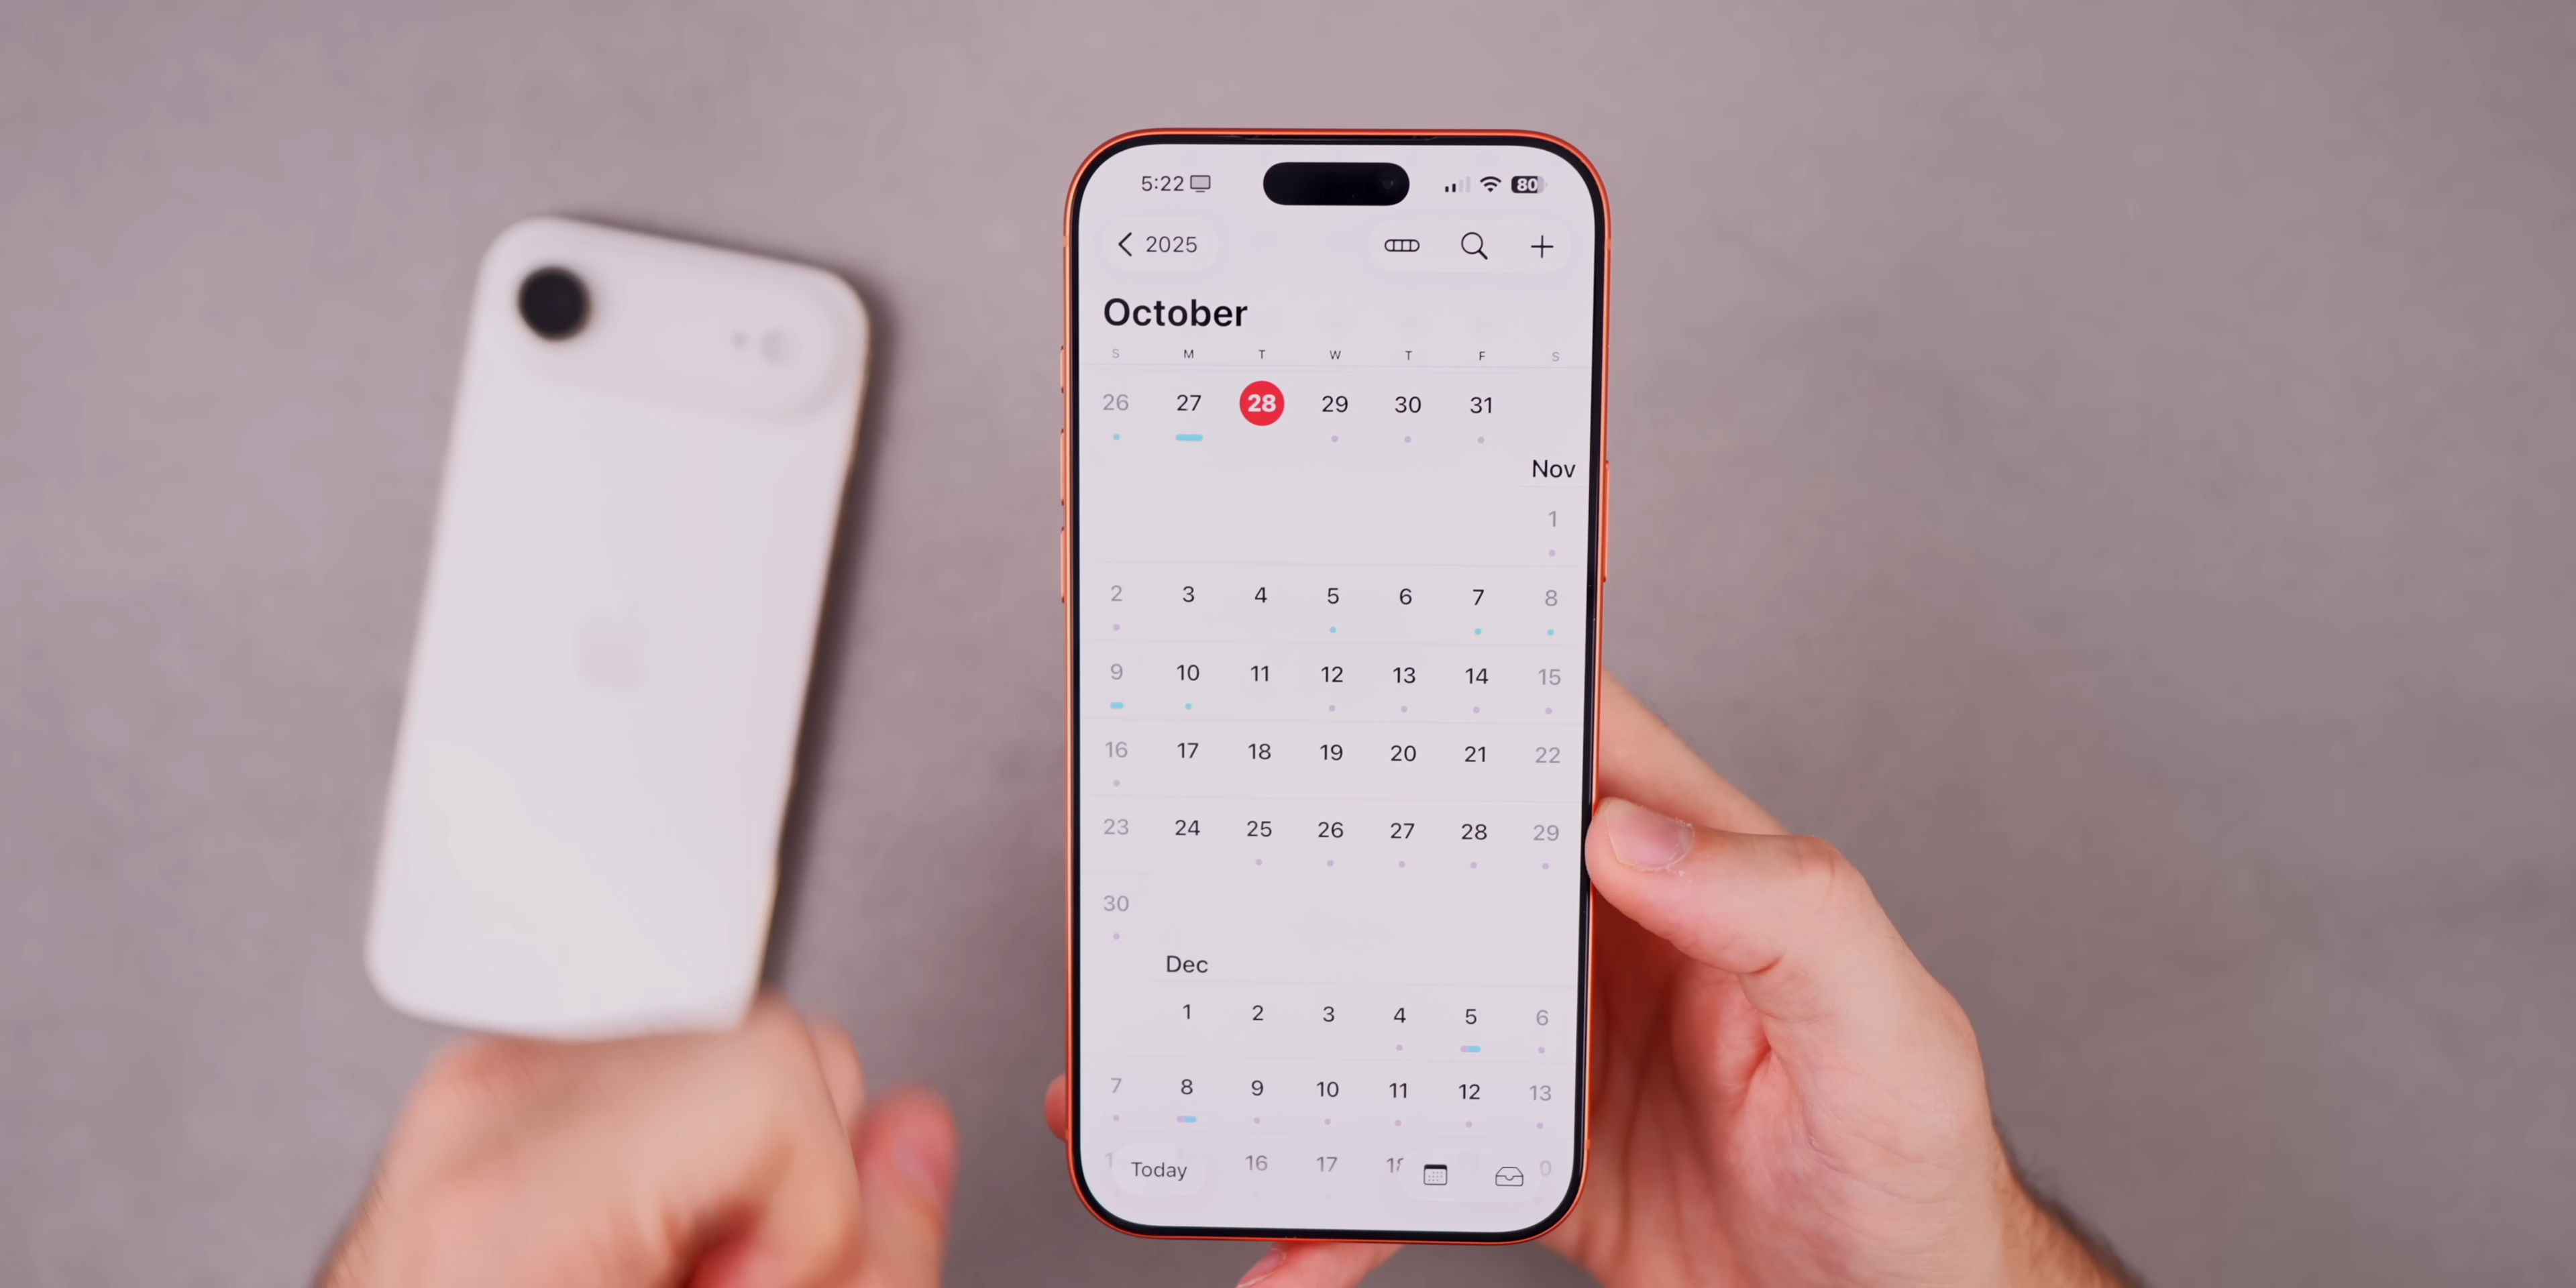 5:22 80
2025
October
S M T W T F S
26 27 28 29 30 31
Nov
1
2 3 4 5 6 7 8
9 10 11 12 13 14 15
16 17 18 19 20 21 22
23 24 25 26 27 28 29
30
Dec
1 2 3 4 5 6
7 8 9 10 11 12 13
Today 16 17